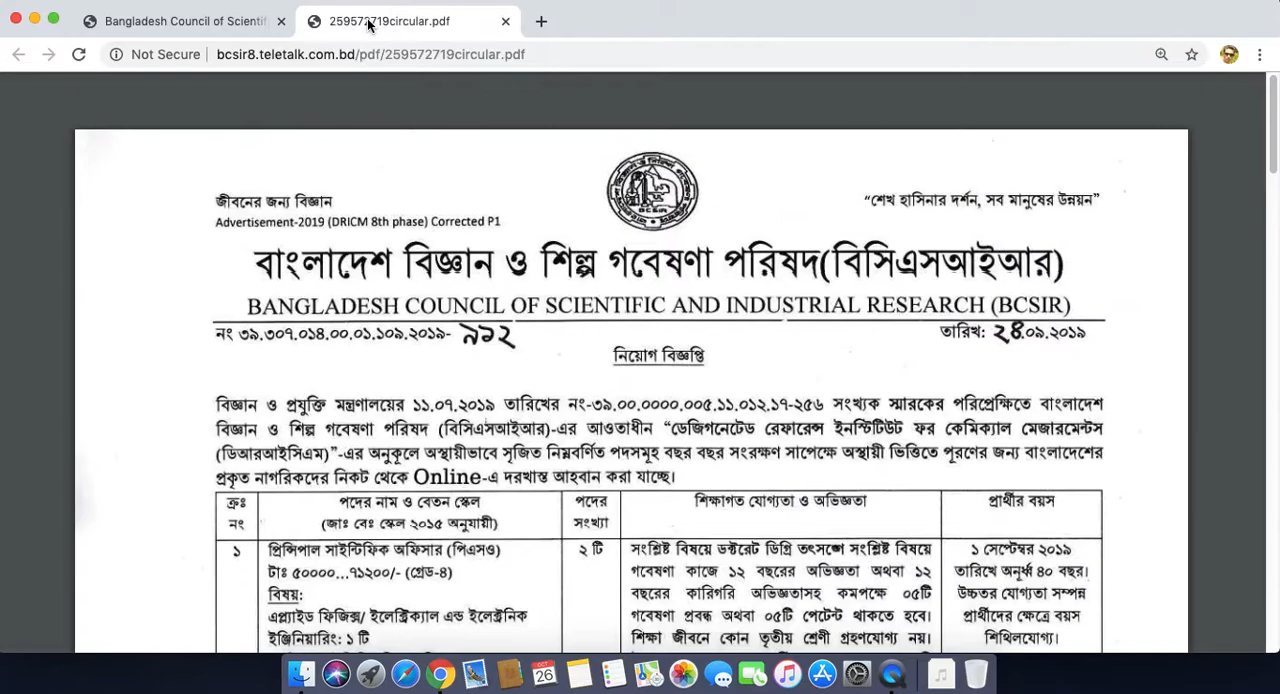 Bangladesh Council of Scientif
259572719circular.pdf
Not Secure
bcsir8.teletalk.com.bd/pdf/259572719circular.pdf
জীবনের জন্য বিজ্ঞান
“শেখ হাসিনার দর্শন, সব মানুষের উন্নয়ন”
Advertisement-2019 (DRICM 8th phase) Corrected P1
BCSIR
বাংলাদেশ বিজ্ঞান ও শিল্প গবেষণা পরিষদ(বিসিএসআইআর)
BANGLADESH COUNCIL OF SCIENTIFIC AND INDUSTRIAL RESEARCH (BCSIR)
নং ৩৯.৩০৭.০১৪.০০.০১.১০৯.২০১৯- ৯১২
তারিখ: ২৪.০৯.২০১৯
নিয়োগ বিজ্ঞপ্তি
বিজ্ঞান ও প্রযুক্তি মন্ত্রণালয়ের ১১.০৭.২০১৯ তারিখের নং-৩৯.০০.০০০০.০০৫.১১.০১২.১৭-২৫৬ সংখ্যক স্মারকের পরিপ্রেক্ষিতে বাংলাদেশ
বিজ্ঞান ও শিল্প গবেষণা পরিষদ (বিসিএসআইআর)-এর আওতাধীন “ডেজিগনেটেড রেফারেন্স ইনস্টিটিউট ফর কেমিক্যাল মেজারমেন্টস
(ডিআরআইসিএম)”-এর অনুকূলে অস্থায়ীভাবে সৃজিত নিম্নবর্ণিত পদসমূহ বছর বছর সংরক্ষণ সাপেক্ষে অস্থায়ী ভিত্তিতে পূরণের জন্য বাংলাদেশের
প্রকৃত নাগরিকদের নিকট থেকে Online-এ দরখাস্ত আহবান করা যাচ্ছে।
ক্রঃ নং
পদের নাম ও বেতন স্কেল
(জাঃ বেঃ স্কেল ২০১৫ অনুযায়ী)
পদের সংখ্যা
শিক্ষাগত যোগ্যতা ও অভিজ্ঞতা
প্রার্থীর বয়স
১
প্রিন্সিপাল সাইন্টিফিক অফিসার (পিএসও)
টাঃ ৫০০০০...৭১২০০/- (গ্রেড-৪)
বিষয়:
এপ্লাইড ফিজিক্স/ ইলেক্ট্রিক্যাল এন্ড ইলেক্ট্রনিক
ইঞ্জিনিয়ারিং: ১ টি
২ টি
সংশ্লিষ্ট বিষয়ে ডক্টরেট ডিগ্রি তৎসঙ্গে সংশ্লিষ্ট বিষয়ে
গবেষণা কাজে ১২ বছরের অভিজ্ঞতা অথবা ১২
বছরের কারিগরি অভিজ্ঞতাসহ কমপক্ষে ০৫টি
গবেষণা প্রবন্ধ অথবা ০৫টি পেটেন্ট থাকতে হবে।
শিক্ষা জীবনে কোন তৃতীয় শ্রেণী গ্রহণযোগ্য নয়।
১ সেপ্টেম্বর ২০১৯
তারিখে অনূর্ধ্ব ৪০ বছর।
উচ্চতর যোগ্যতা সম্পন্ন
প্রার্থীদের ক্ষেত্রে বয়স
শিথিলযোগ্য।
OCT
26